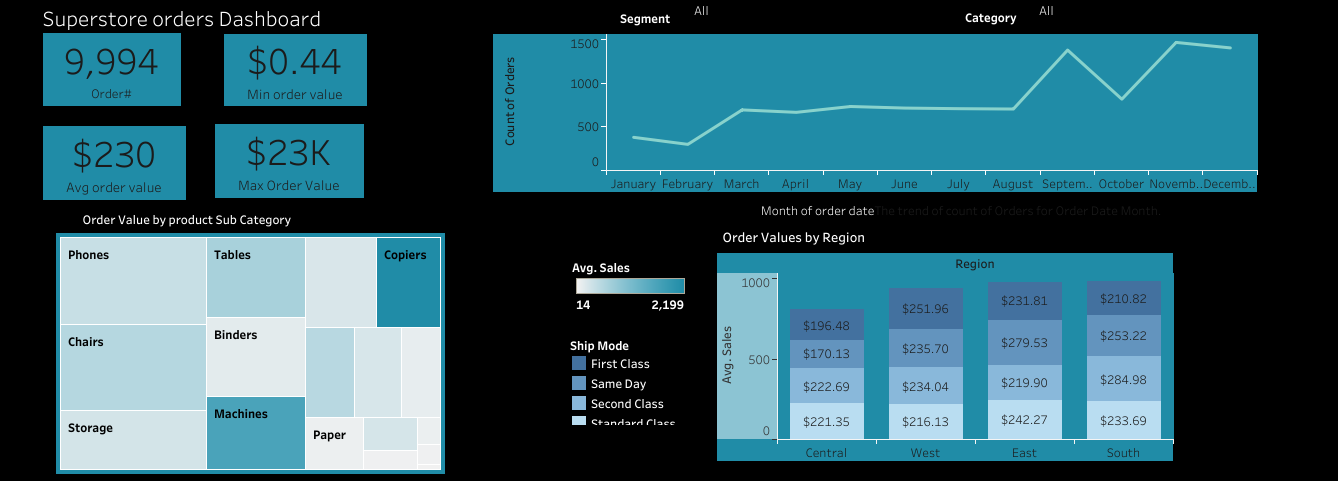 Superstore orders Dashboard
9,994
Order#
$0.44
Min order value
$230
Avg order value
$23K
Max Order Value
Segment
All
Category
All
Count of Orders
1500
1000
500
0
January February March April May June July August Septem.. October Novemb.. Decemb..
Month of order date
The trend of count of Orders for Order Date Month.
Order Value by product Sub Category
Phones
Tables
Copiers
Chairs
Binders
Storage
Machines
Paper
Avg. Sales
14 2,199
Ship Mode
First Class
Same Day
Second Class
Standard Class
Order Values by Region
Region
Avg. Sales
1000
500
0
$196.48
$170.13
$222.69
$221.35
$251.96
$235.70
$234.04
$216.13
$231.81
$279.53
$219.90
$242.27
$210.82
$253.22
$284.98
$233.69
Central West East South